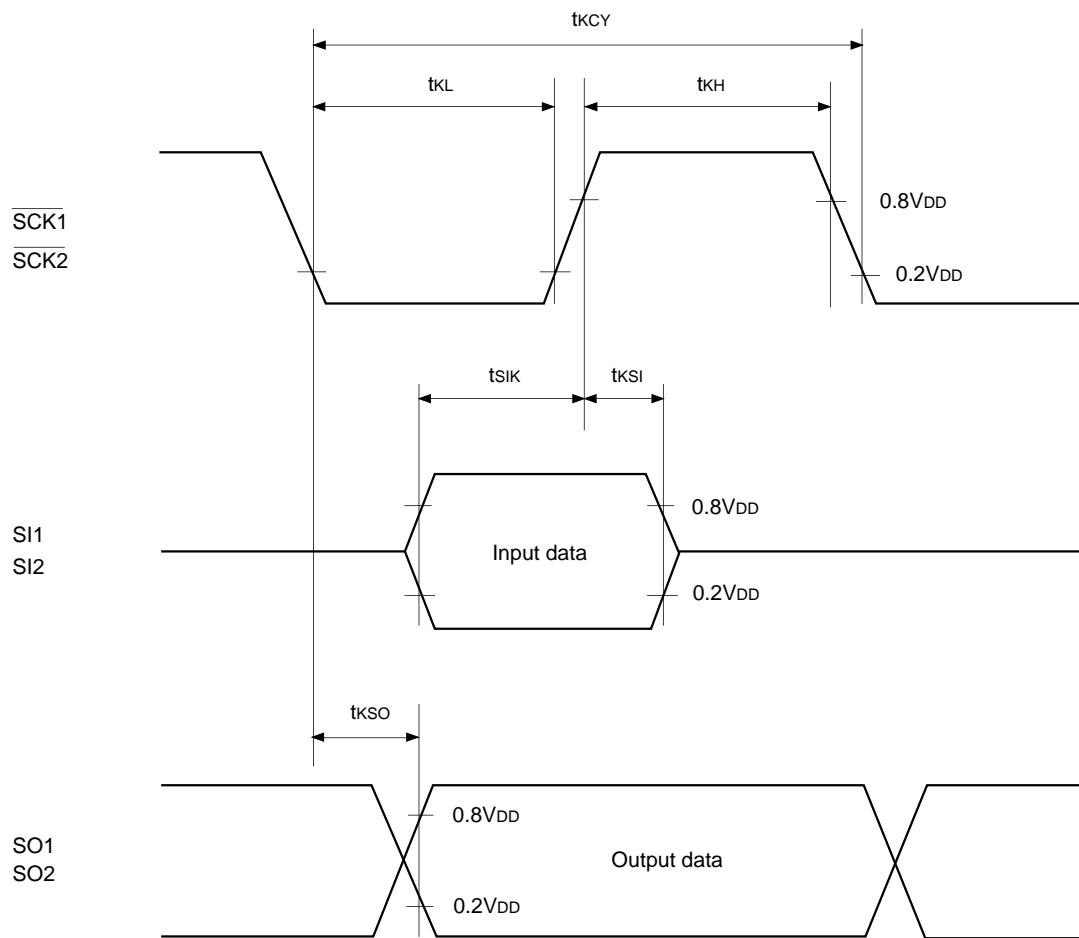 tKCY
tKL
tKH
SCK1
SCK2
0.8VDD
0.2VDD
tSIK
tKSI
SI1
SI2
Input data
0.8VDD
0.2VDD
tKSO
SO1
SO2
0.8VDD
0.2VDD
Output data